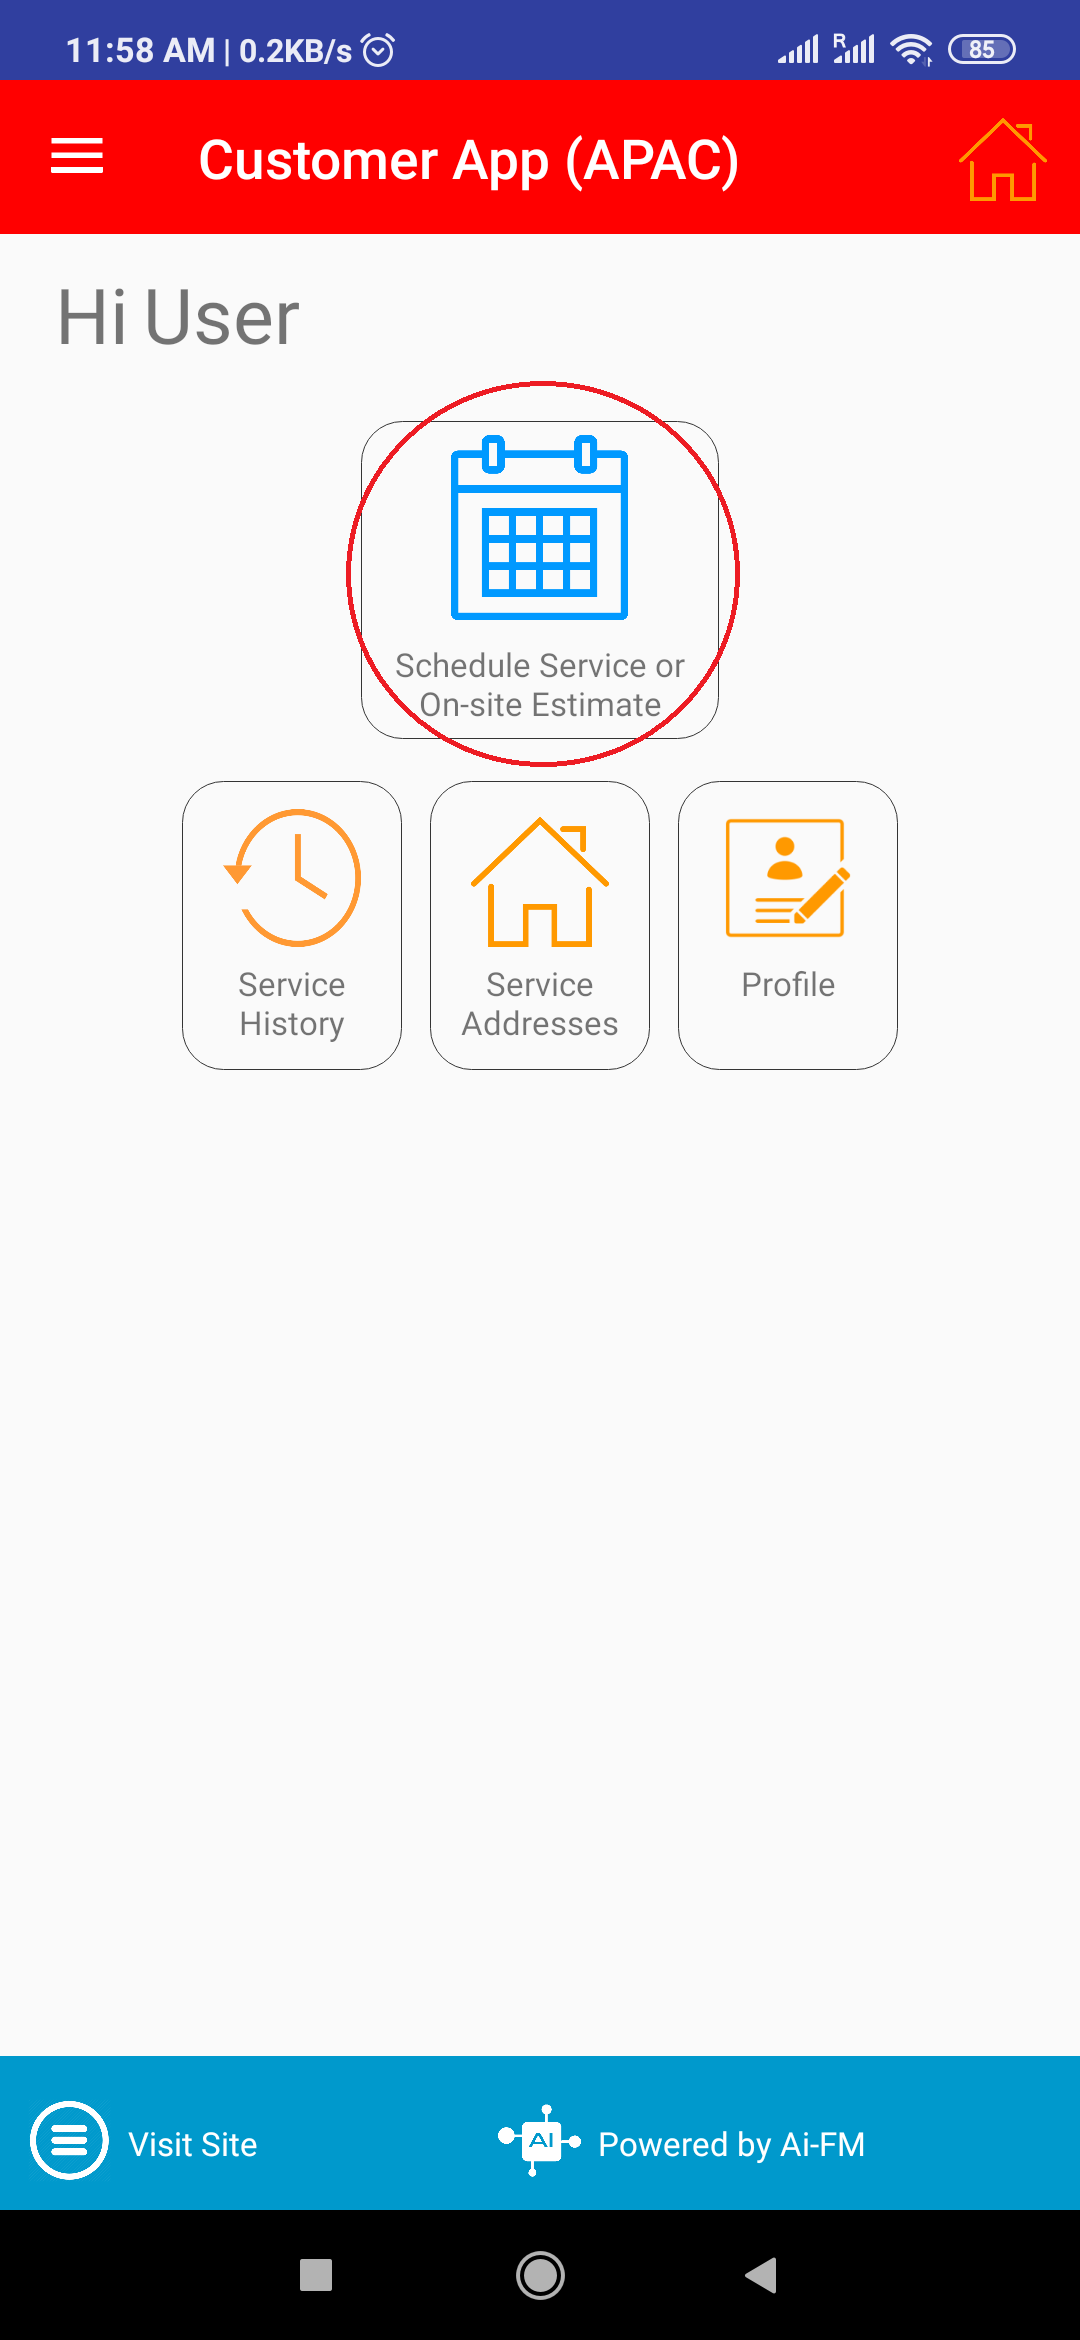 11:58 AM | 0.2KB/s
R
85
Customer App (APAC)
Hi User
Schedule Service or
On-site Estimate
Service
History
Service
Addresses
Profile
Visit Site
AI
Powered by Ai-FM